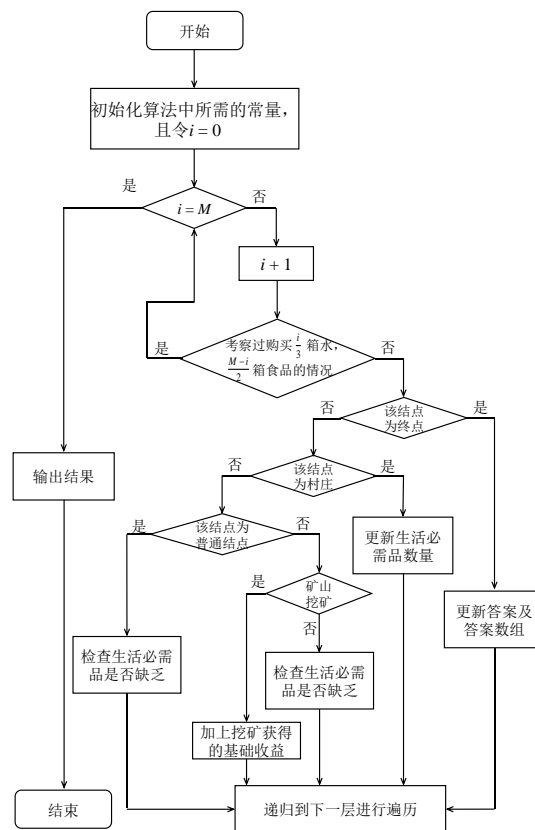 开始
初始化算法中所需的常量，
且令i = 0
是
否
i = M
i + 1
是
考察过购买 i/3 箱水，
(M−i)/2 箱食品的情况
否
否
该结点
为终点
是
否
该结点
为村庄
是
输出结果
是
该结点为
普通结点
否
更新生活必
需品数量
是
矿山
挖矿
否
更新答案及
答案数组
检查生活必需
品是否缺乏
检查生活必需
品是否缺乏
加上挖矿获得
的基础收益
结束
递归到下一层进行遍历